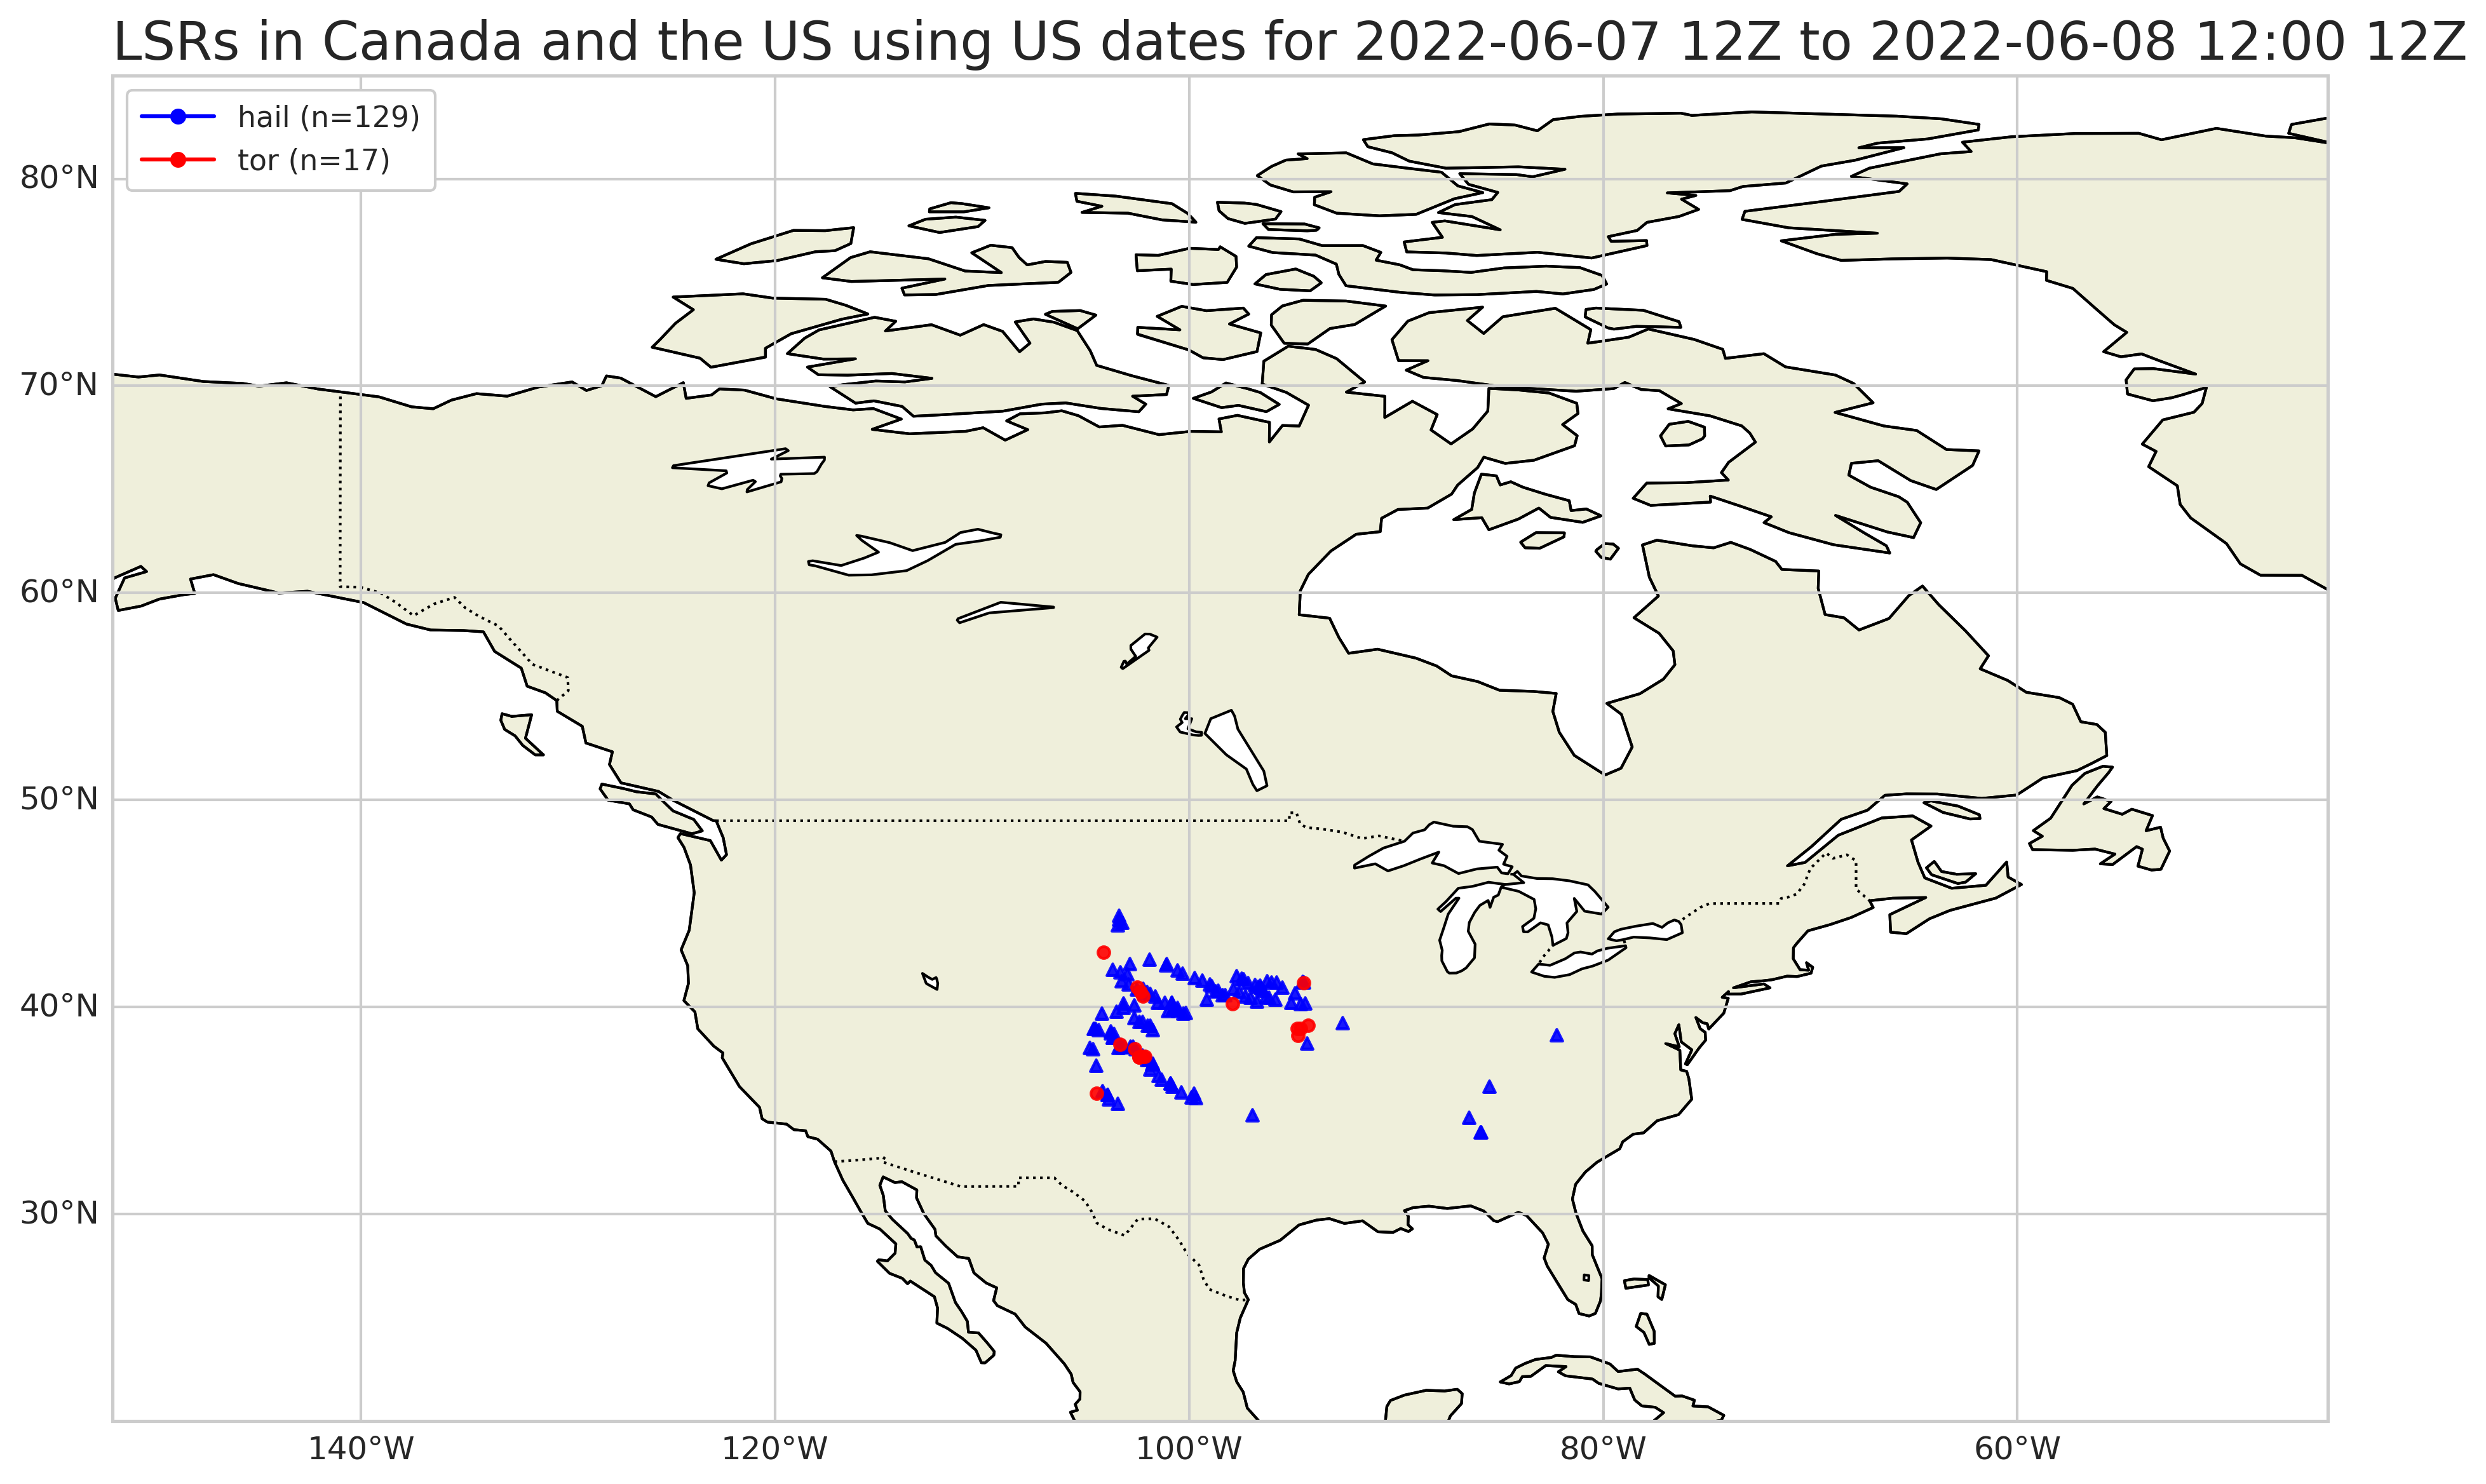 LSRs in Canada and the US using US dates for 2022-06-07 12Z to 2022-06-08 12:00 12Z
hail (n=129)
tor (n=17)
80°N
70°N
60°N
50°N
40°N
30°N
140°W 120°W 100°W 80°W 60°W